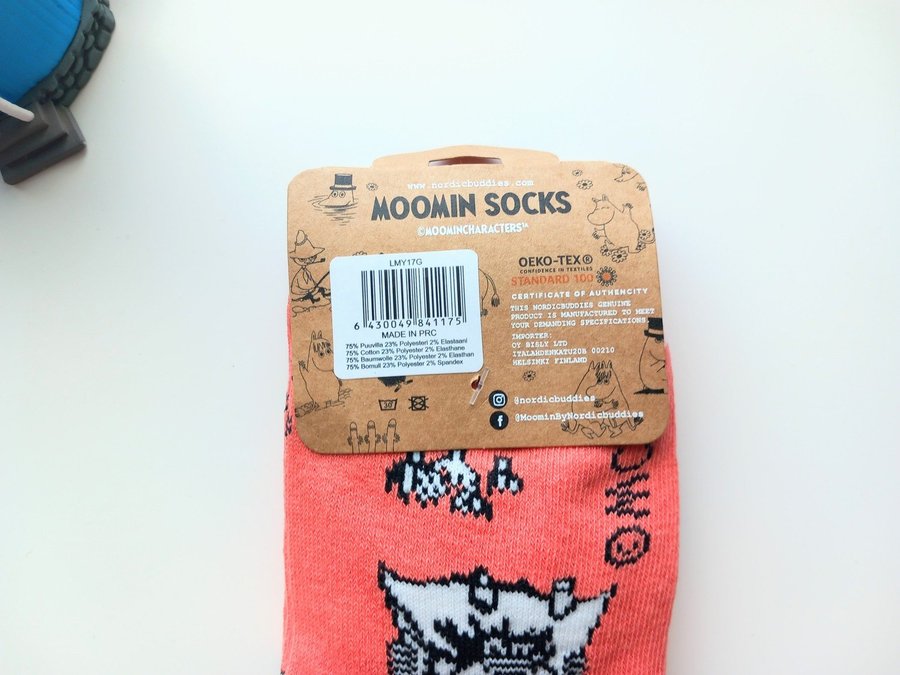 www.nordicbuddies.com
MOOMIN SOCKS
©MOOMINCHARACTERS™
LMY17G
6 430049 841175
MADE IN PRC
75% Puuvilla 23% Polyesteri 2% Elastaani
75% Cotton 23% Polyester 2% Elasthane
75% Baumwolle 23% Polyester 2% Elasthan
75% Bomull 23% Polyester 2% Spandex
OEKO-TEX®
CONFIDENCE IN TEXTILES
STANDARD 100
CERTIFICATE OF AUTHENCITY
THIS NORDICBUDDIES GENUINE
PRODUCT IS MANUFACTURED TO MEET
YOUR DEMANDING SPECIFICATIONS
IMPORTER:
OY BISLY LTD
ITALAHDENKATU20B 00210
HELSINKI FINLAND
30
@nordicbuddies
@MoominByNordicbuddies